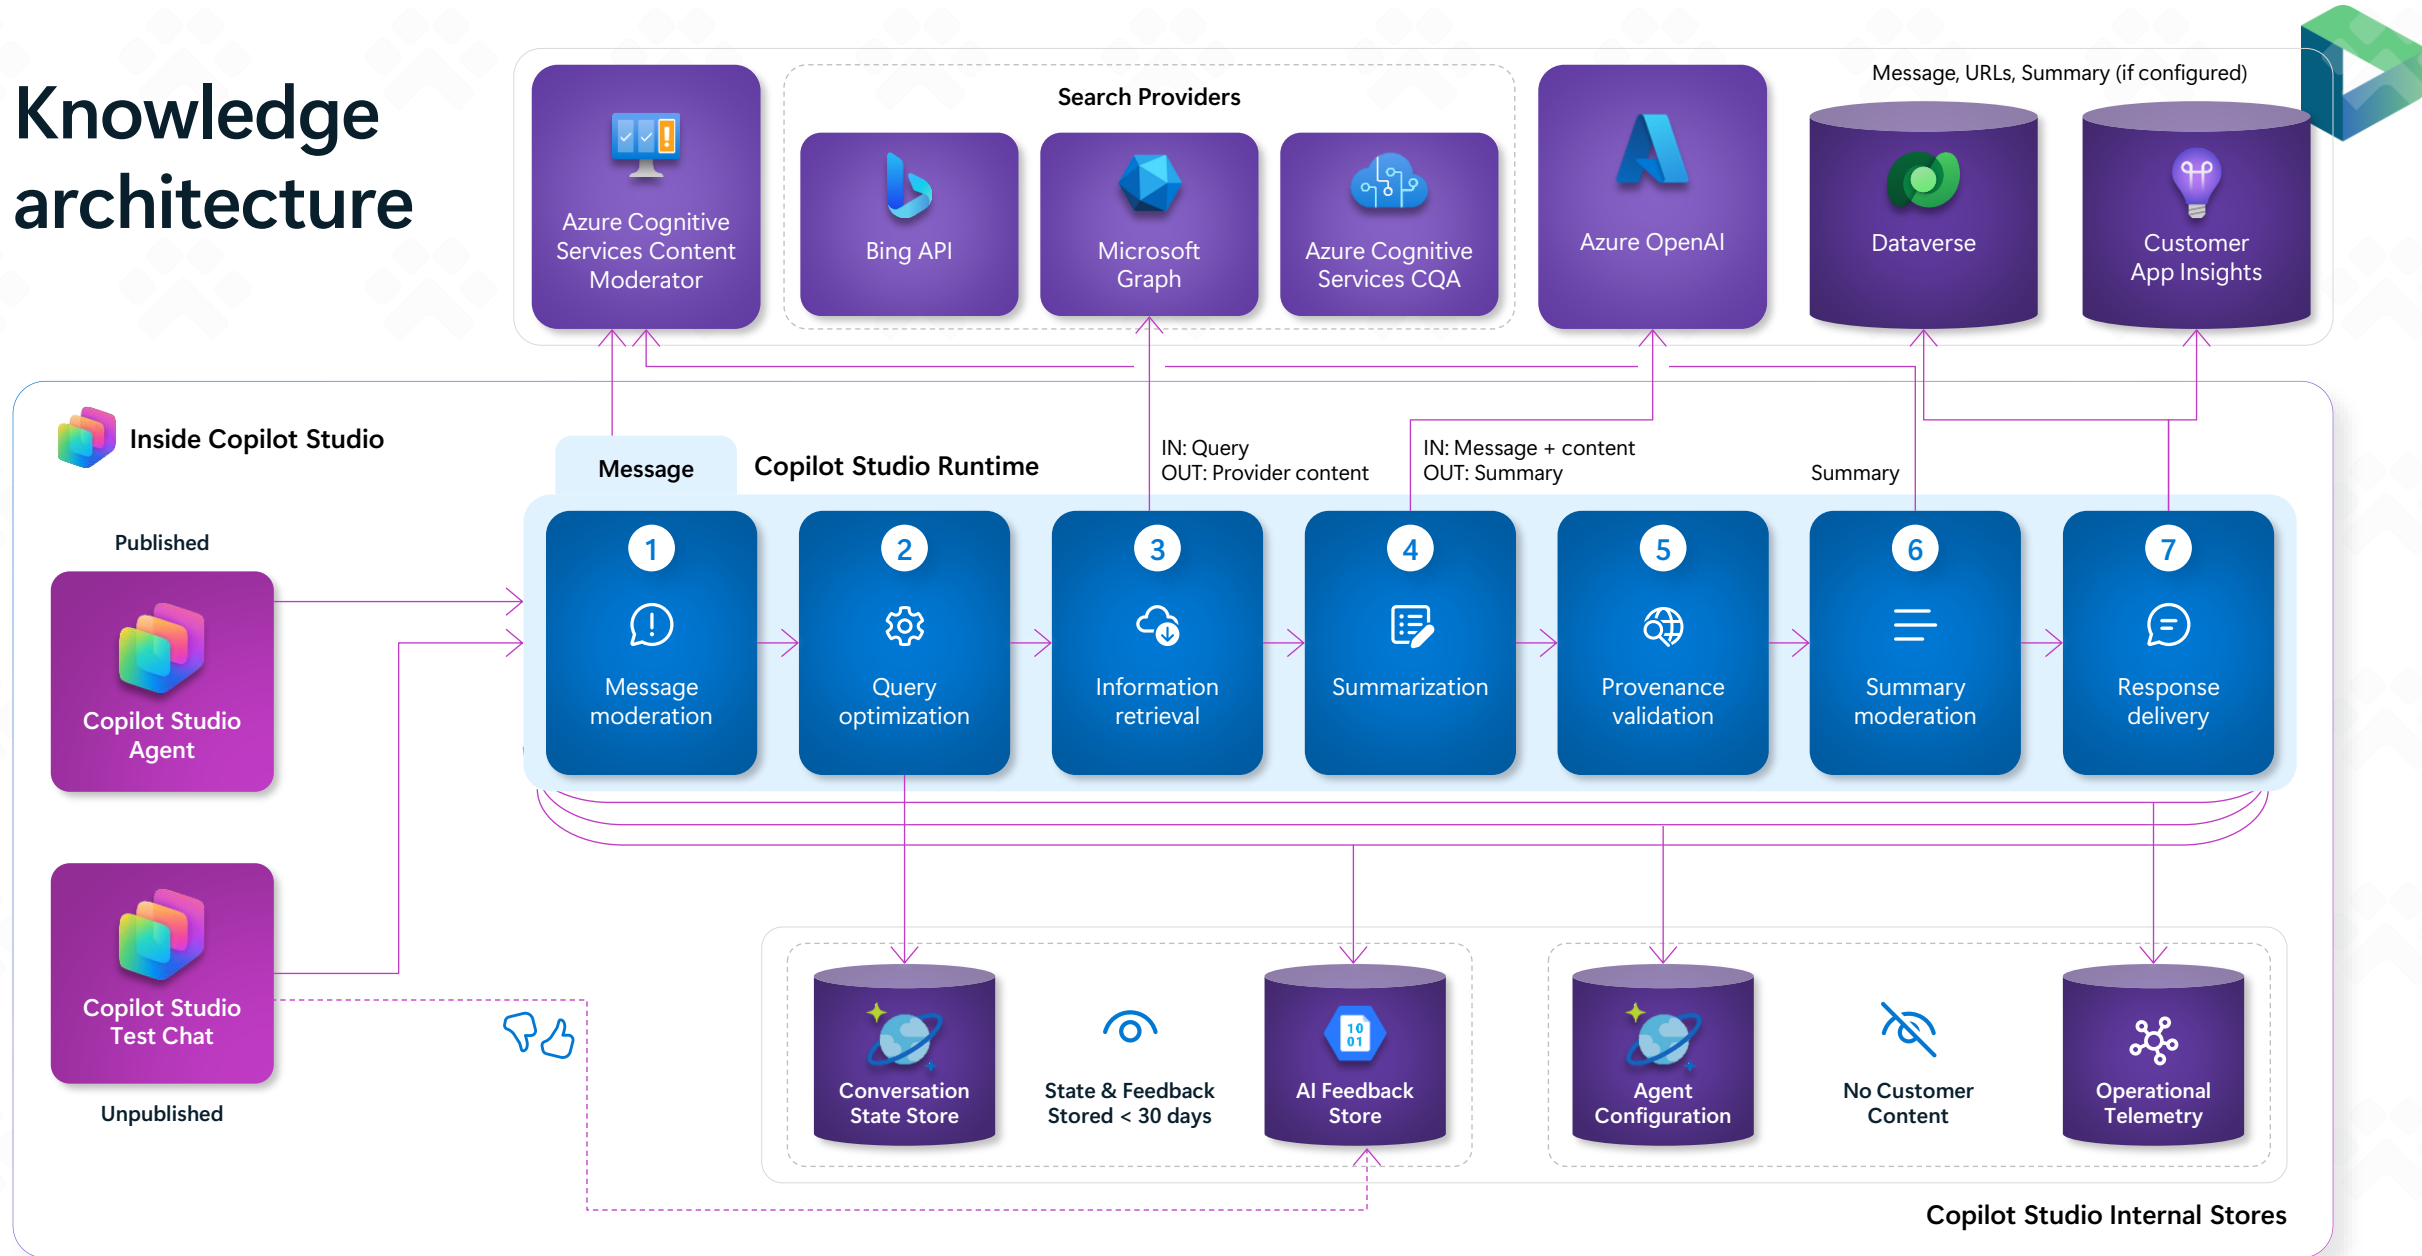 Knowledge
architecture
Azure Cognitive
Services Content
Moderator
Search Providers
Bing API
Microsoft
Graph
Azure Cognitive
Services CQA
Azure OpenAI
Message, URLs, Summary (if configured)
Dataverse
Customer
App Insights
Inside Copilot Studio
Message
Copilot Studio Runtime
IN: Query
OUT: Provider content
IN: Message + content
OUT: Summary
Summary
Published
Copilot Studio
Agent
Copilot Studio
Test Chat
Unpublished
1
Message
moderation
2
Query
optimization
3
Information
retrieval
4
Summarization
5
Provenance
validation
6
Summary
moderation
7
Response
delivery
Conversation
State Store
State & Feedback
Stored < 30 days
10
01
AI Feedback
Store
Agent
Configuration
No Customer
Content
Operational
Telemetry
Copilot Studio Internal Stores